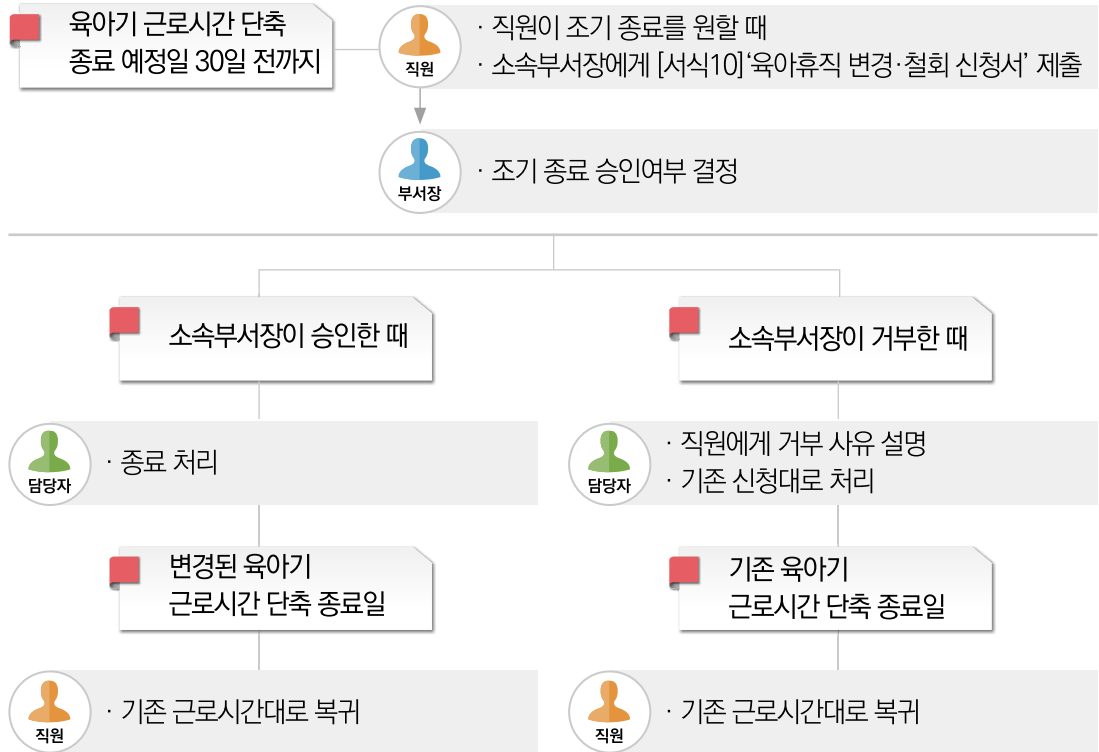 육아기 근로시간 단축
종료 예정일 30일 전까지
직원
· 직원이 조기 종료를 원할 때
· 소속부서장에게 [서식10]‘육아휴직 변경·철회 신청서’ 제출
부서장
· 조기 종료 승인여부 결정
소속부서장이 승인한 때
담당자
· 종료 처리
변경된 육아기
근로시간 단축 종료일
직원
· 기존 근로시간대로 복귀
소속부서장이 거부한 때
담당자
· 직원에게 거부 사유 설명
· 기존 신청대로 처리
기존 육아기
근로시간 단축 종료일
직원
· 기존 근로시간대로 복귀